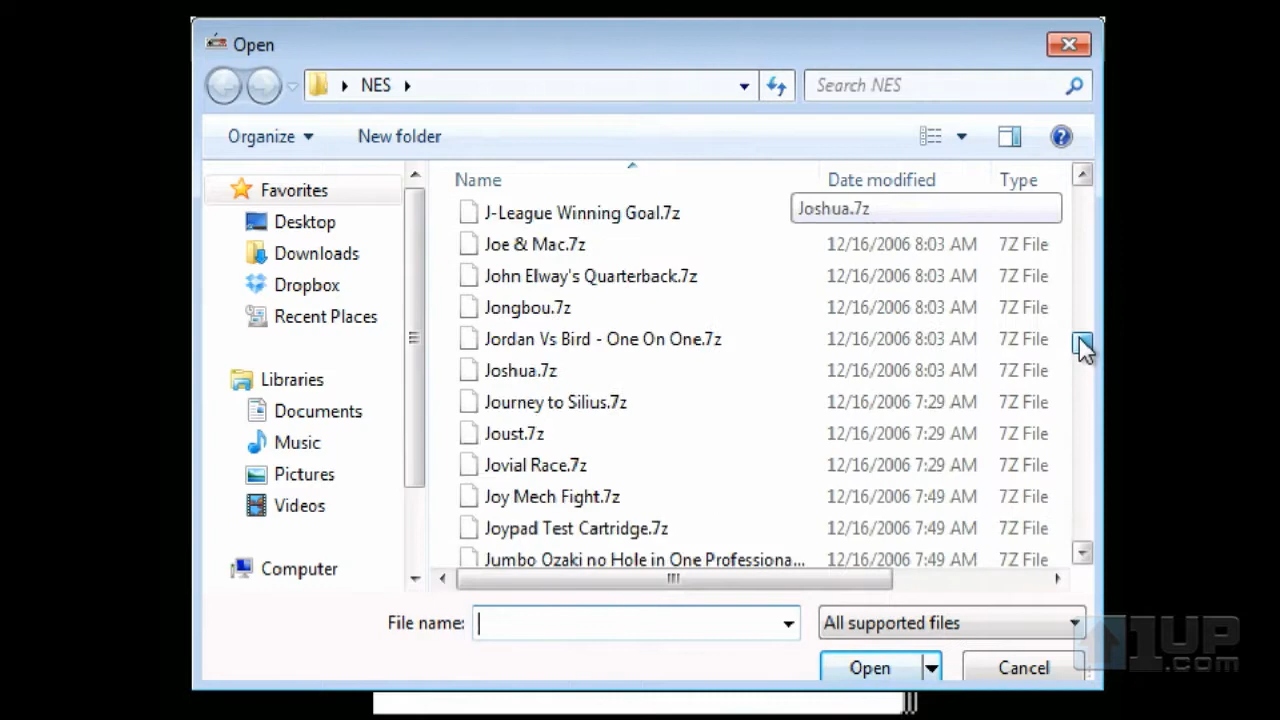 Open
NES
Search NES
Organize
New folder
Name
Date modified
Type
Favorites
Desktop
Downloads
Dropbox
Recent Places
Libraries
Documents
Music
Pictures
Videos
Computer
J-League Winning Goal.7z
Joshua.7z
Joe & Mac.7z 12/16/2006 8:03 AM 7Z File
John Elway's Quarterback.7z 12/16/2006 8:03 AM 7Z File
Jongbou.7z 12/16/2006 8:03 AM 7Z File
Jordan Vs Bird - One On One.7z 12/16/2006 8:03 AM 7Z File
Joshua.7z 12/16/2006 8:03 AM 7Z File
Journey to Silius.7z 12/16/2006 7:29 AM 7Z File
Joust.7z 12/16/2006 7:29 AM 7Z File
Jovial Race.7z 12/16/2006 7:29 AM 7Z File
Joy Mech Fight.7z 12/16/2006 7:49 AM 7Z File
Joypad Test Cartridge.7z 12/16/2006 7:49 AM 7Z File
Jumbo Ozaki no Hole in One Professiona... 12/16/2006 7:49 AM 7Z File
File name:
All supported files
Open
Cancel
1UP
.com